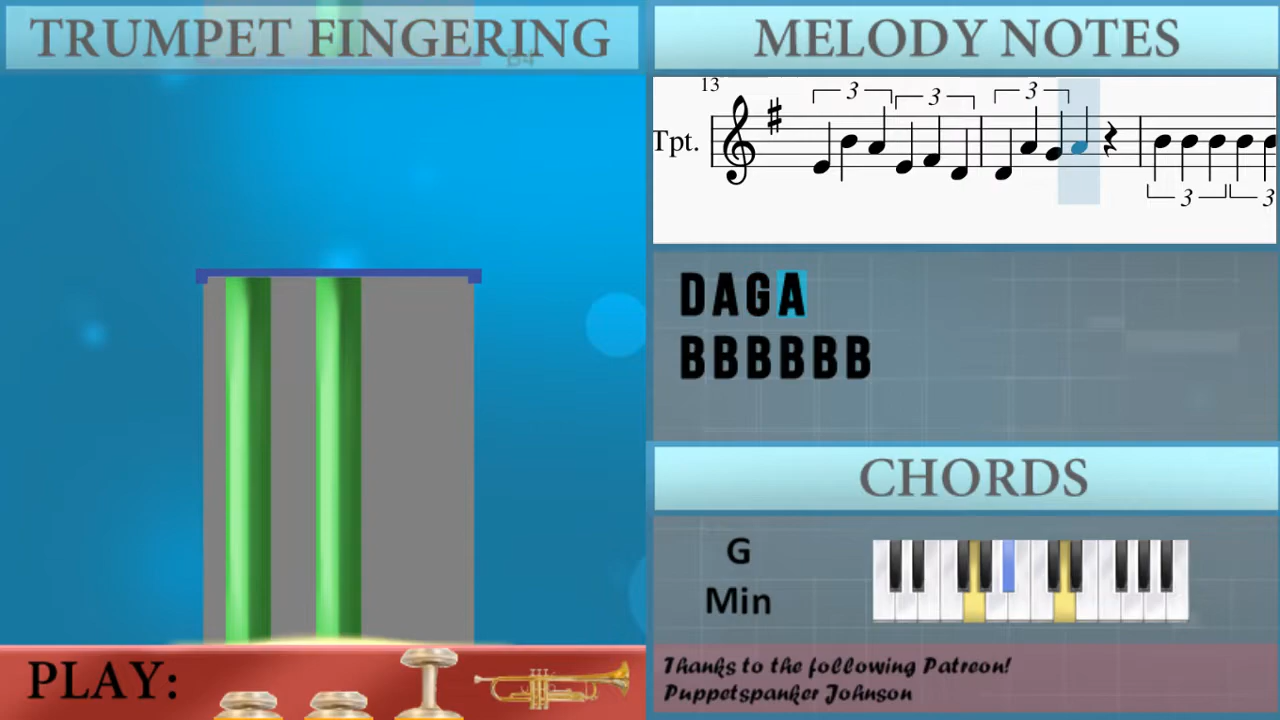 TRUMPET FINGERING
B4
PLAY:
MELODY NOTES
13
3 3 3
Tpt.
3 3
DAGA
BBBBBB
CHORDS
G
Min
Thanks to the following Patreon!
Puppetspanker Johnson